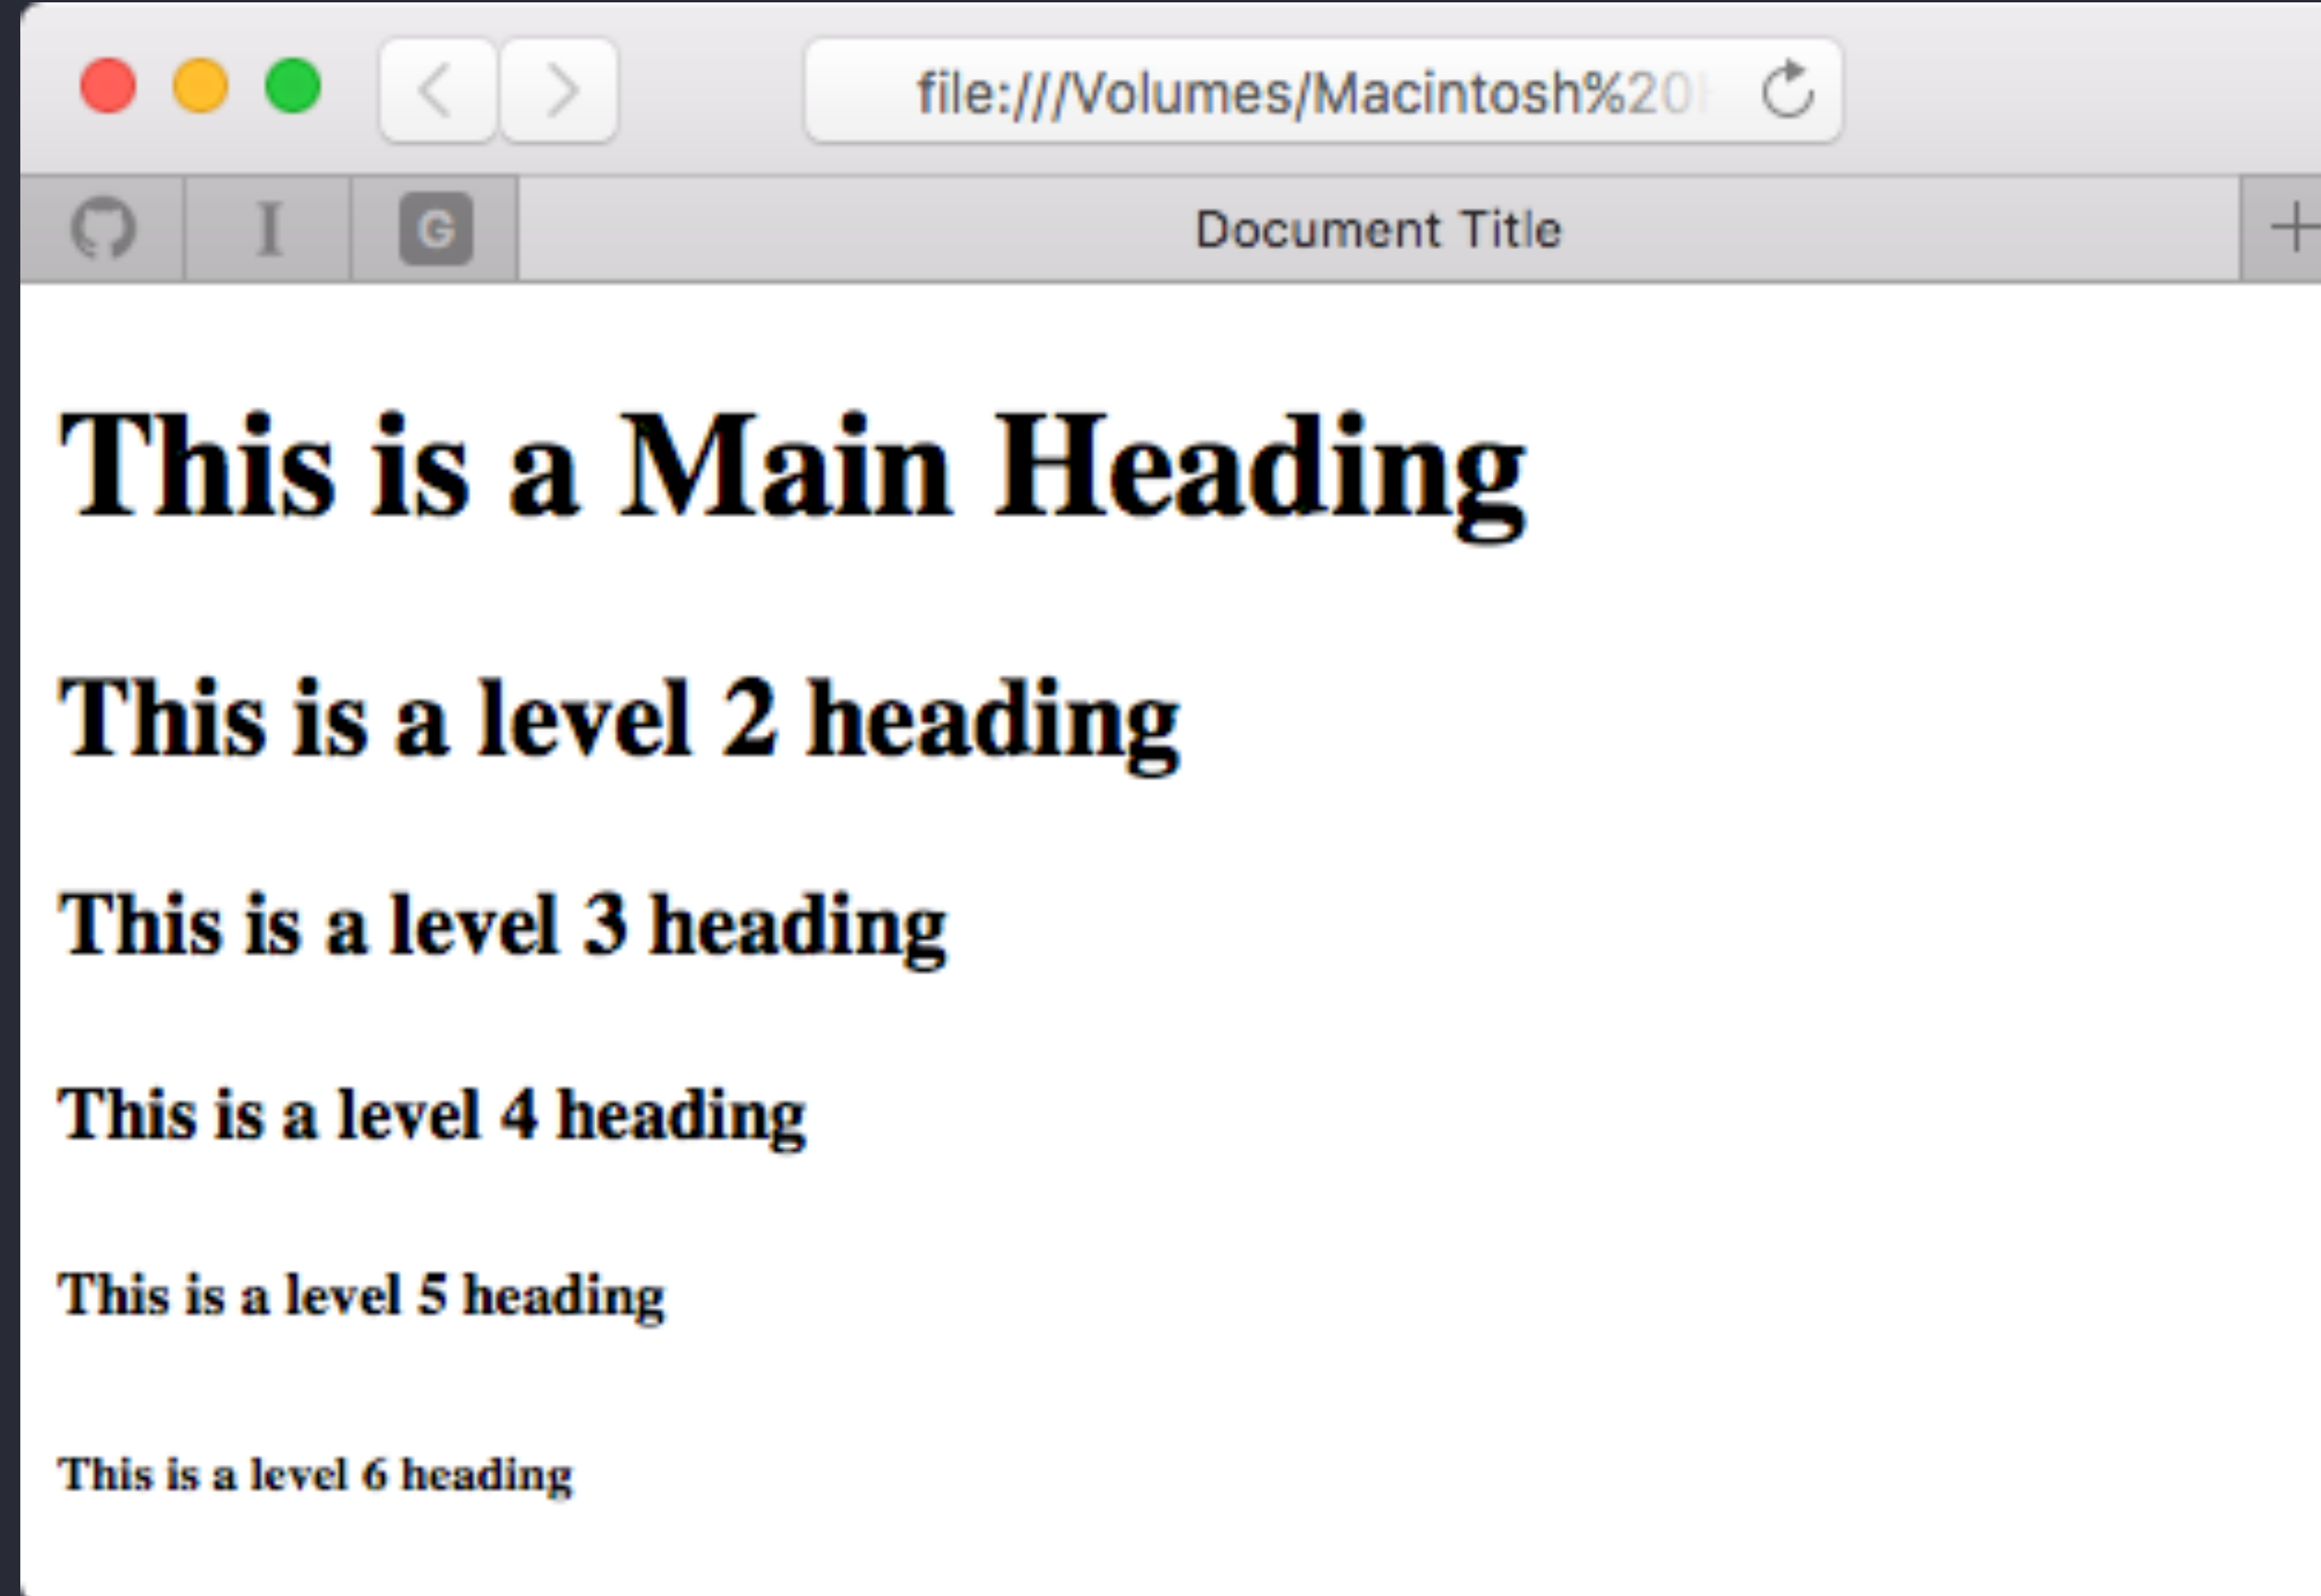 file:///Volumes/Macintosh%20
I
G
Document Title
This is a Main Heading
This is a level 2 heading
This is a level 3 heading
This is a level 4 heading
This is a level 5 heading
This is a level 6 heading